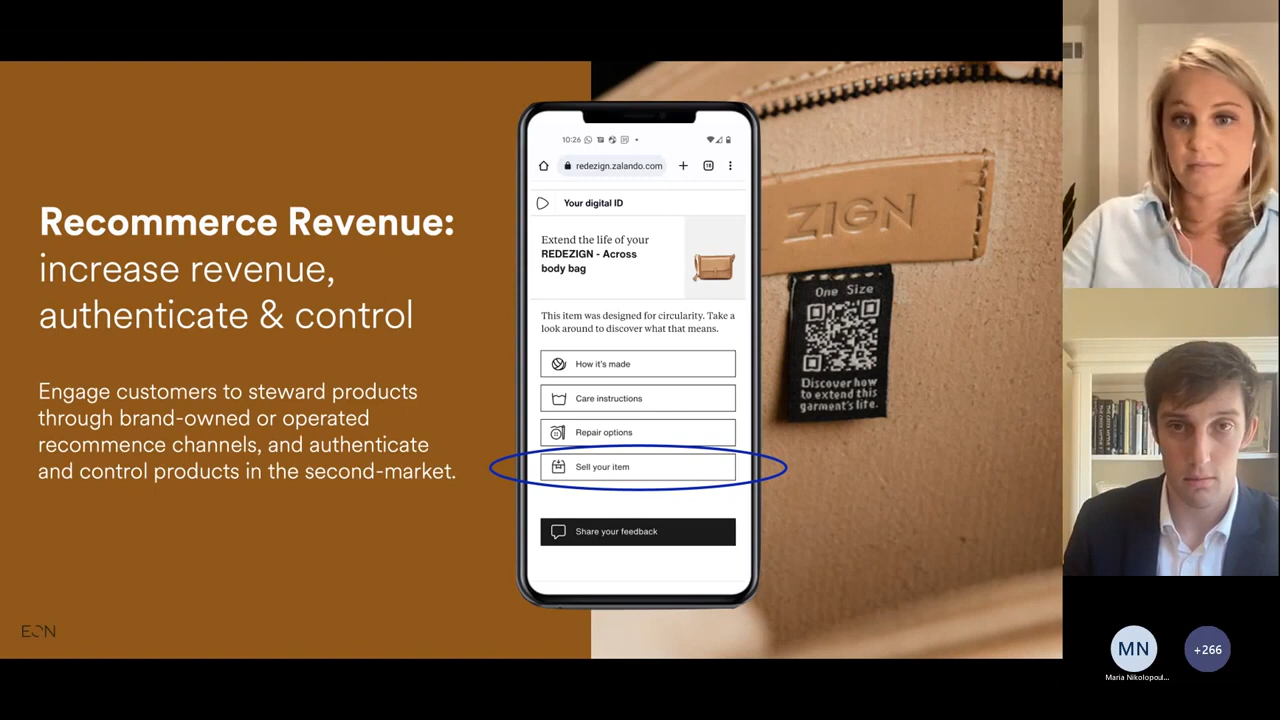 Recommerce Revenue:
increase revenue,
authenticate & control
Engage customers to steward products
through brand-owned or operated
recommence channels, and authenticate
and control products in the second-market.
EON
10:26
redezign.zalando.com
18
Your digital ID
Extend the life of your
REDEZIGN - Across
body bag
This item was designed for circularity. Take a
look around to discover what that means.
How it's made
Care instructions
Repair options
Sell your item
Share your feedback
ZIGN
One Size
Discover how
to extend this
garment's life.
MN
Maria Nikolopoul...
+266